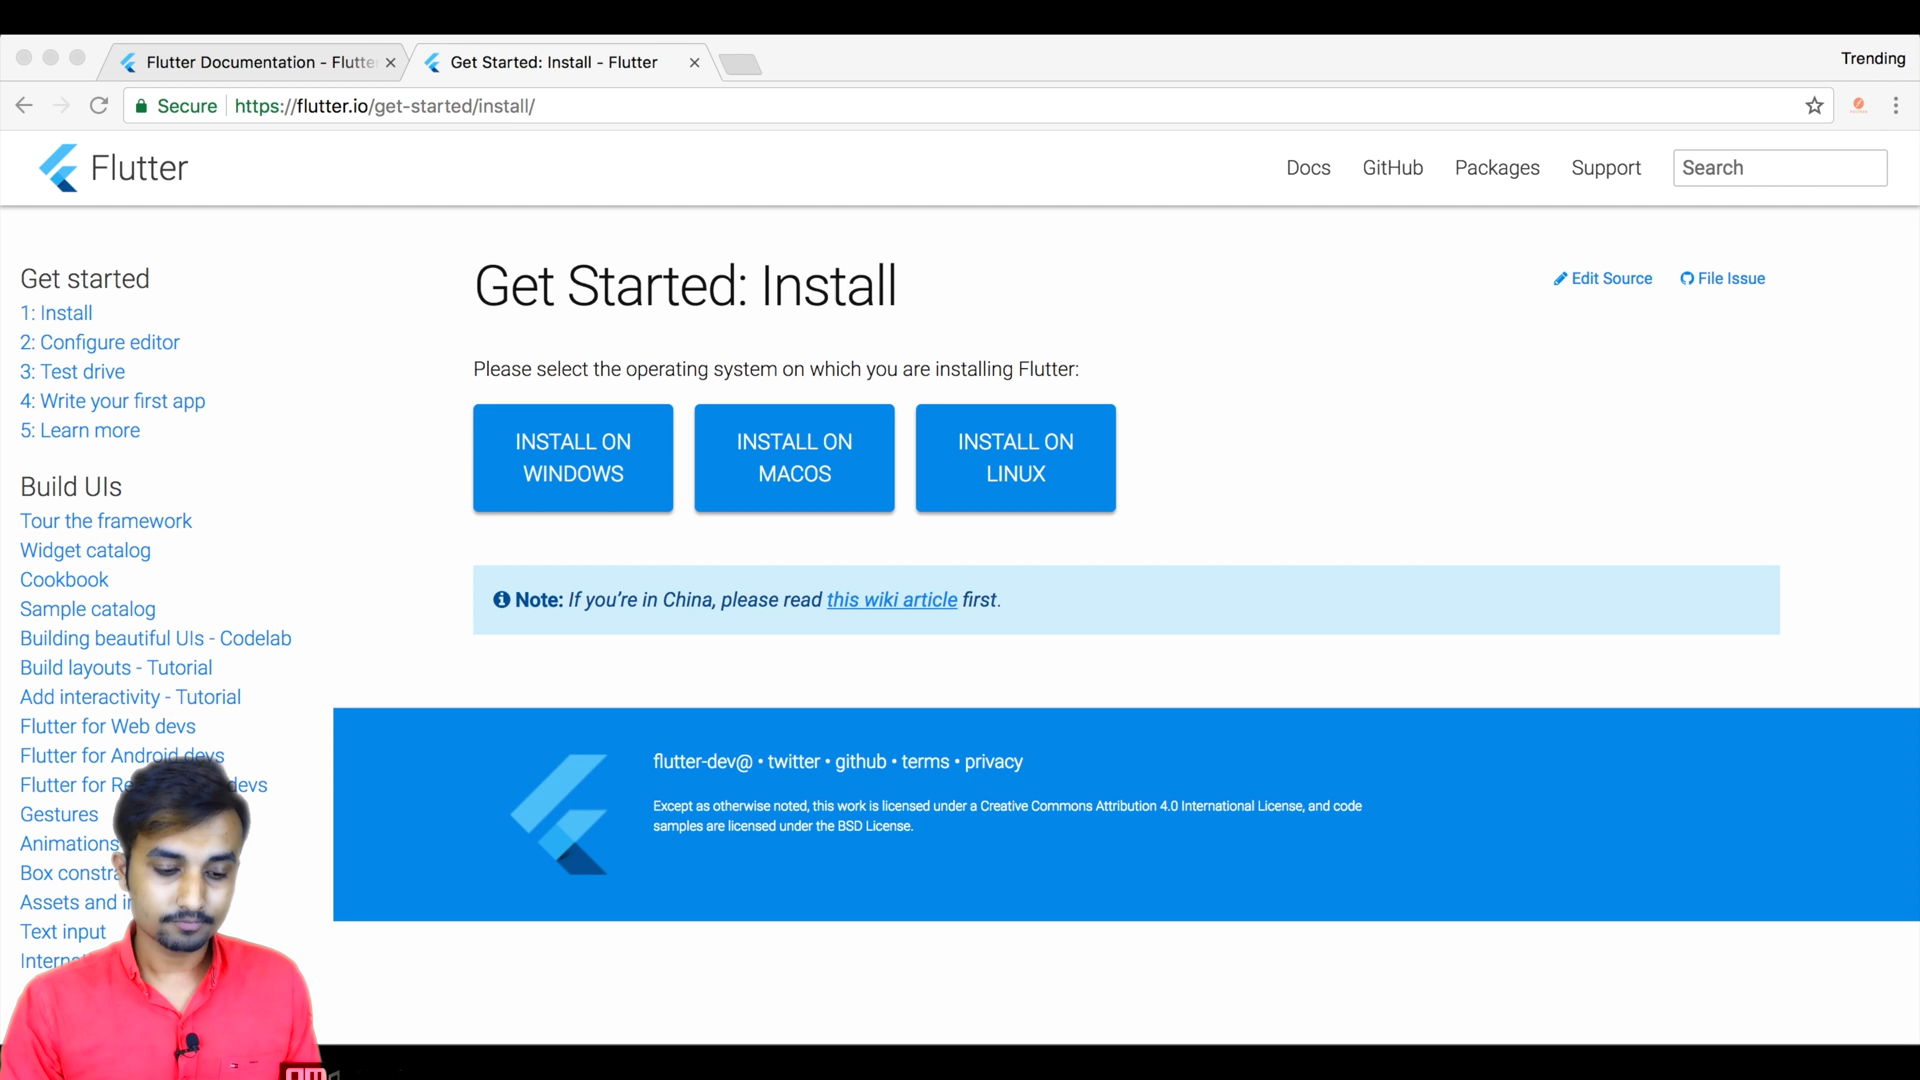 Flutter Documentation - Flutte
Get Started: Install - Flutter
Trending
Secure
https://flutter.io/get-started/install/
Flutter
Docs
GitHub
Packages
Support
Search
Get started
1: Install
2: Configure editor
3: Test drive
4: Write your first app
5: Learn more
Build UIs
Tour the framework
Widget catalog
Cookbook
Sample catalog
Building beautiful UIs - Codelab
Build layouts - Tutorial
Add interactivity - Tutorial
Flutter for Web devs
Flutter for Android devs
Flutter for Re devs
Gestures
Animations
Box constra
Assets and i
Text input
Intern
Get Started: Install
Edit Source
File Issue
Please select the operating system on which you are installing Flutter:
INSTALL ON
WINDOWS
INSTALL ON
MACOS
INSTALL ON
LINUX
Note: If you're in China, please read this wiki article first.
flutter-dev@ • twitter • github • terms • privacy
Except as otherwise noted, this work is licensed under a Creative Commons Attribution 4.0 International License, and code
samples are licensed under the BSD License.